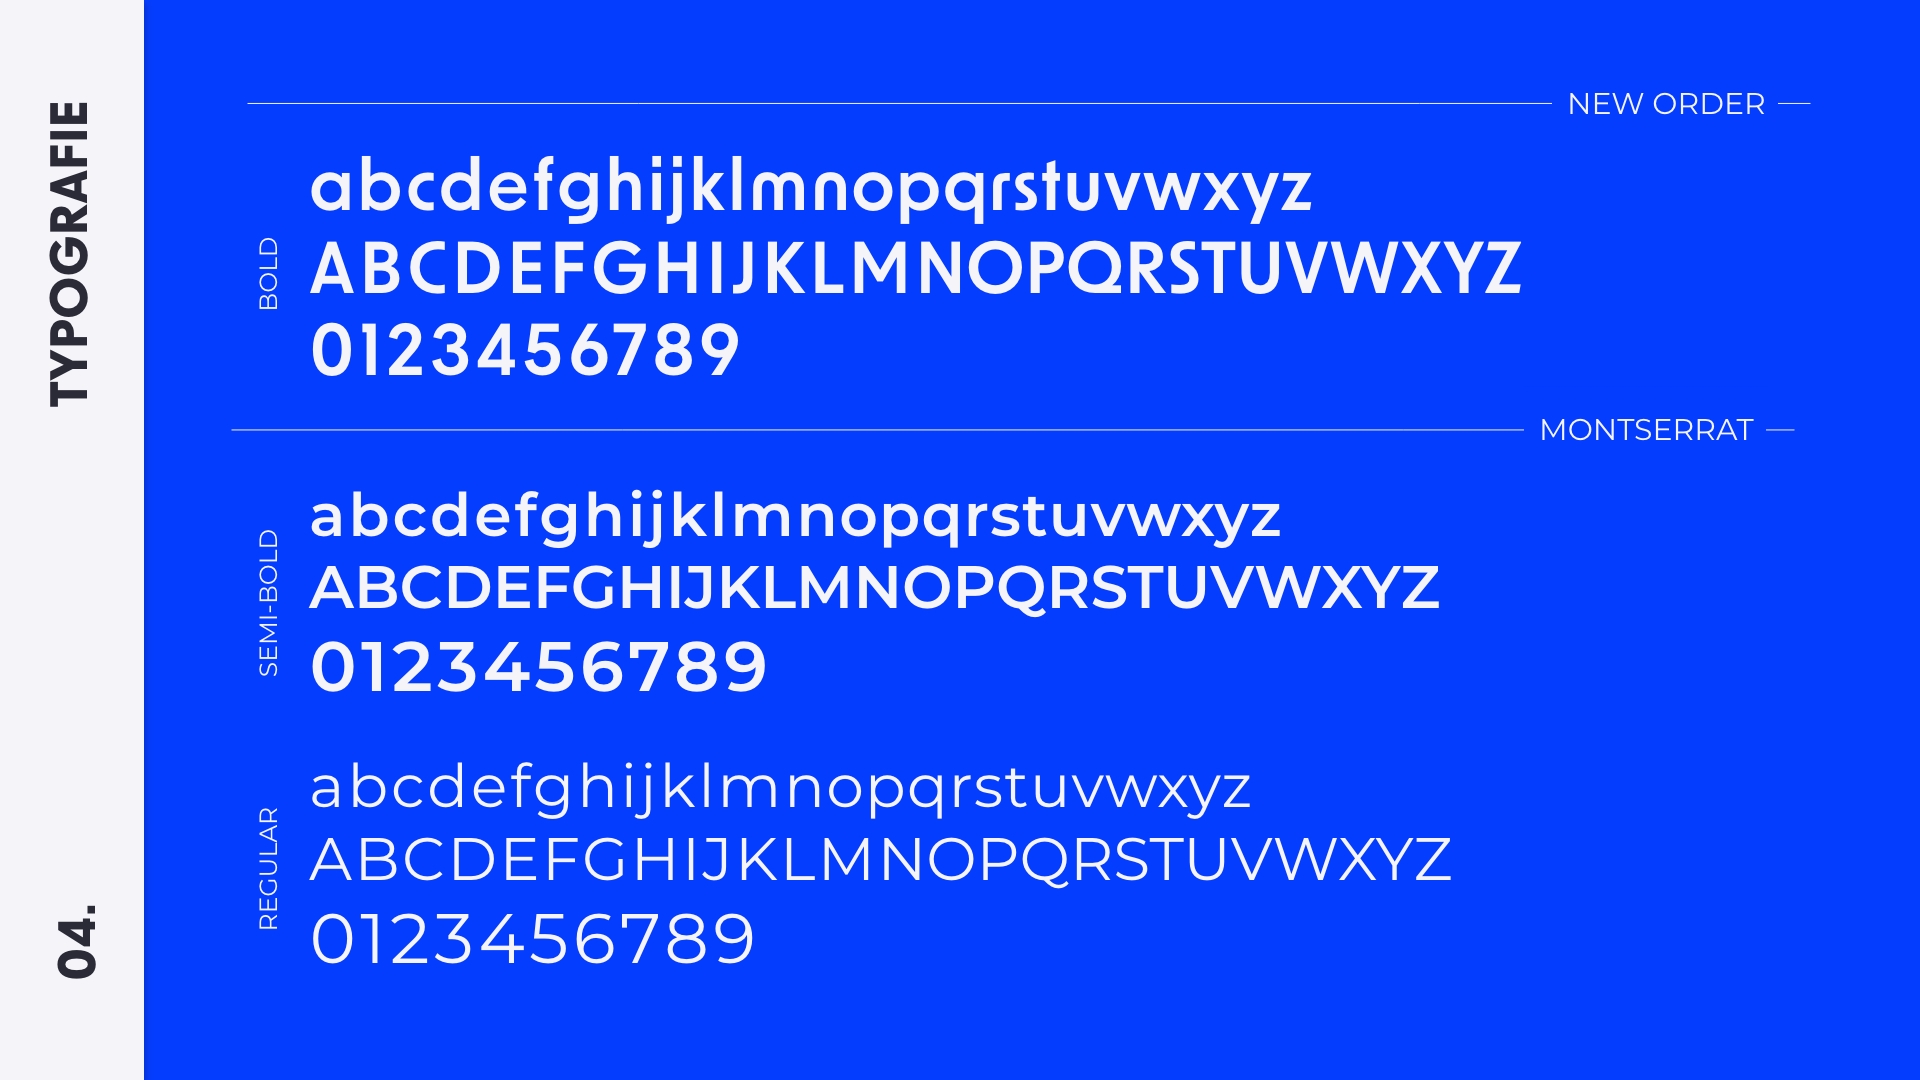 TYPOGRAFIE
04.
NEW ORDER
BOLD
abcdefghijklmnopqrstuvwxyz
ABCDEFGHIJKLMNOPQRSTUVWXYZ
0123456789
MONTSERRAT
SEMI-BOLD
abcdefghijklmnopqrstuvwxyz
ABCDEFGHIJKLMNOPQRSTUVWXYZ
0123456789
REGULAR
abcdefghijklmnopqrstuvwxyz
ABCDEFGHIJKLMNOPQRSTUVWXYZ
0123456789